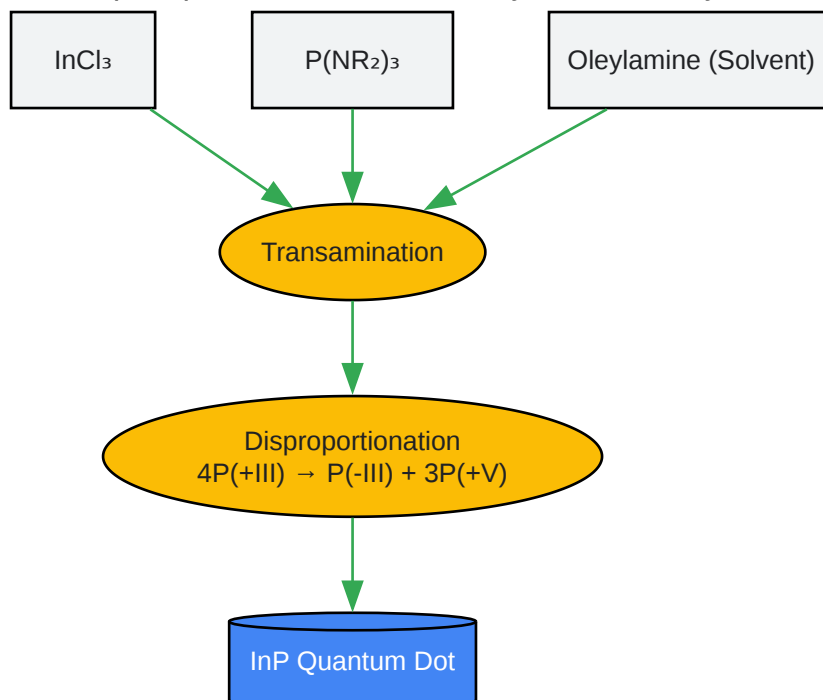 InCl₃
P(NR₂)₃
Oleylamine (Solvent)
Transamination
Disproportionation
4P(+III) → P(-III) + 3P(+V)
InP Quantum Dot